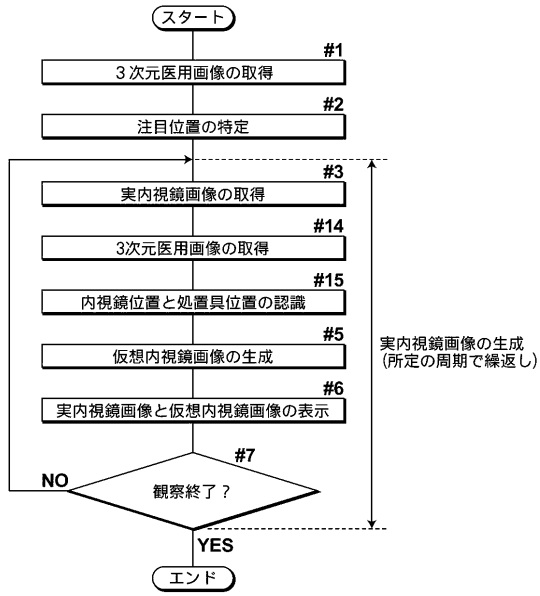 スタート
#1
3次元医用画像の取得
#2
注目位置の特定
#3
実内視鏡画像の取得
#14
3次元医用画像の取得
#15
内視鏡位置と処置具位置の認識
#5
仮想内視鏡画像の生成
#6
実内視鏡画像と仮想内視鏡画像の表示
#7
観察終了?
NO
YES
エンド
実内視鏡画像の生成
(所定の周期で繰返し)